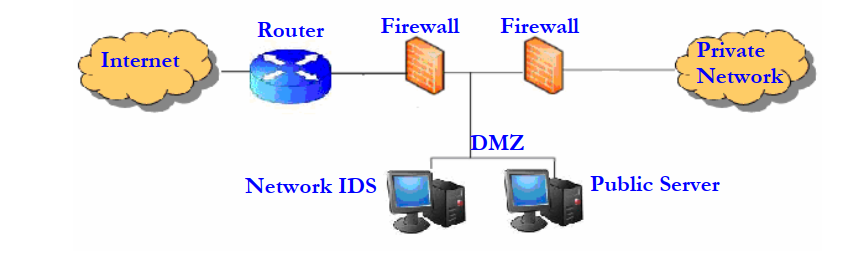 Internet
Router
Firewall
Firewall
Private
Network
DMZ
Network IDS
Public Server